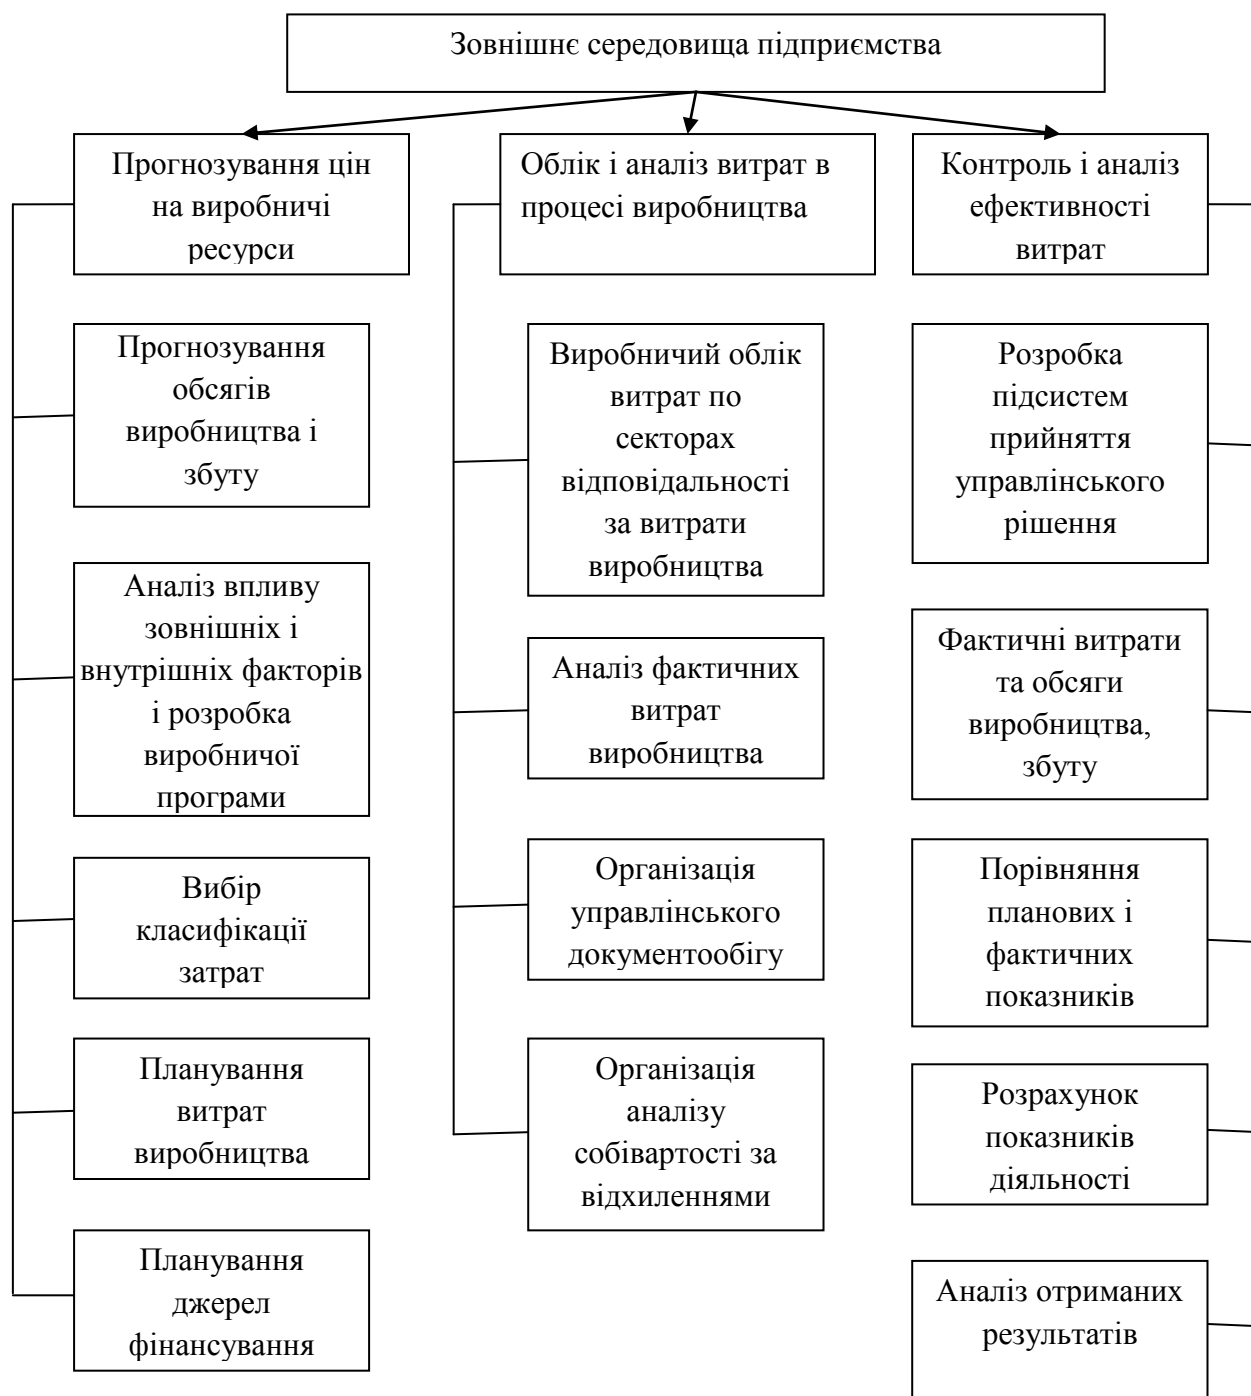 Зовнішнє середовища підприємства
Прогнозування цін
на виробничі
ресурси
Прогнозування
обсягів
виробництва і
збуту
Аналіз впливу
зовнішніх і
внутрішніх факторів
і розробка
виробничої
програми
Вибір
класифікації
затрат
Планування
витрат
виробництва
Планування
джерел
фінансування
Облік і аналіз витрат в
процесі виробництва
Виробничий облік
витрат по
секторах
відповідальності
за витрати
виробництва
Аналіз фактичних
витрат
виробництва
Організація
управлінського
документообігу
Організація
аналізу
собівартості за
відхиленнями
Контроль і аналіз
ефективності
витрат
Розробка
підсистем
прийняття
управлінського
рішення
Фактичні витрати
та обсяги
виробництва,
збуту
Порівняння
планових і
фактичних
показників
Розрахунок
показників
діяльності
Аналіз отриманих
результатів